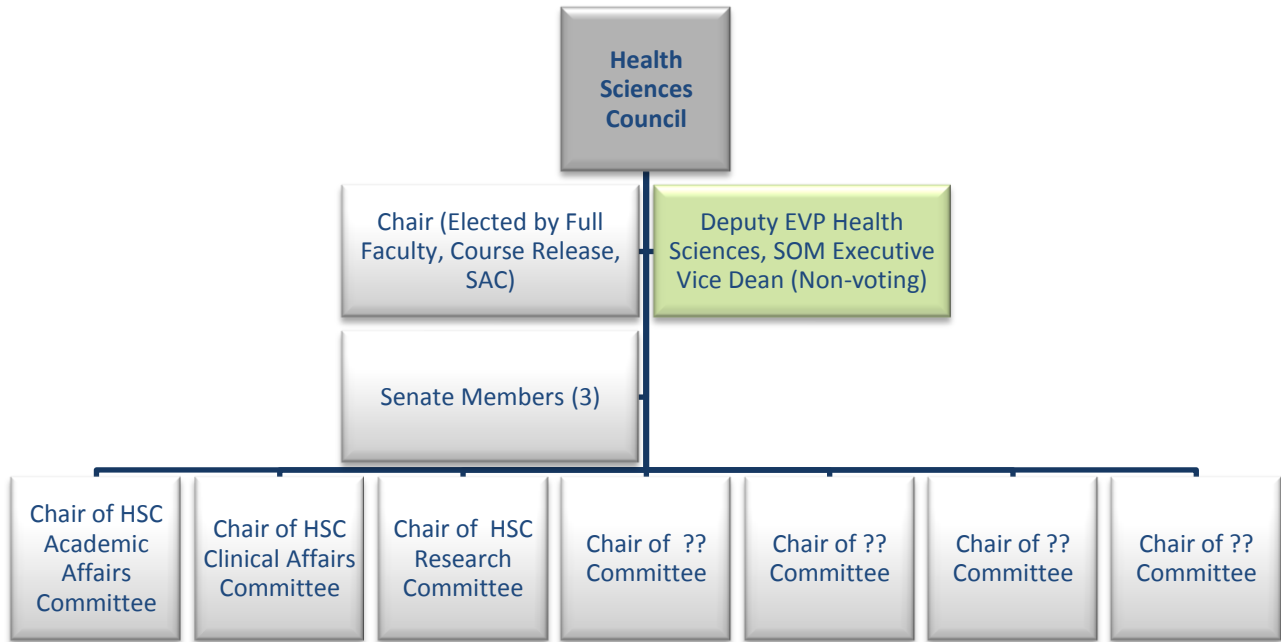 Health
Sciences
Council
Chair (Elected by Full
Faculty, Course Release,
SAC)
Deputy EVP Health
Sciences, SOM Executive
Vice Dean (Non-voting)
Senate Members (3)
Chair of HSC
Academic
Affairs
Committee
Chair of HSC
Clinical Affairs
Committee
Chair of  HSC
Research
Committee
Chair of  ??
Committee
Chair of ??
Committee
Chair of ??
Committee
Chair of ??
Committee